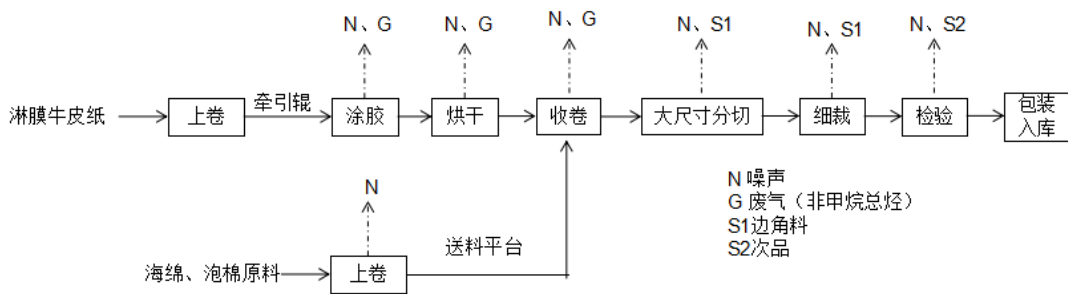 N、G
N、G
N、G
N、S1
N、S1
N、S2
淋膜牛皮纸
上卷
牵引辊
涂胶
烘干
收卷
大尺寸分切
细裁
检验
包装
入库
N
海绵、泡棉原料
上卷
送料平台
N 噪声
G 废气（非甲烷总烃）
S1边角料
S2次品